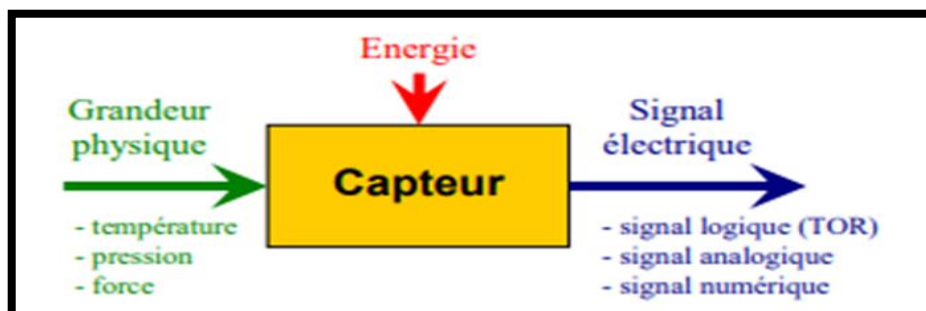 Energie
Grandeur
physique
- température
- pression
- force
Capteur
Signal
électrique
- signal logique (TOR)
- signal analogique
- signal numérique